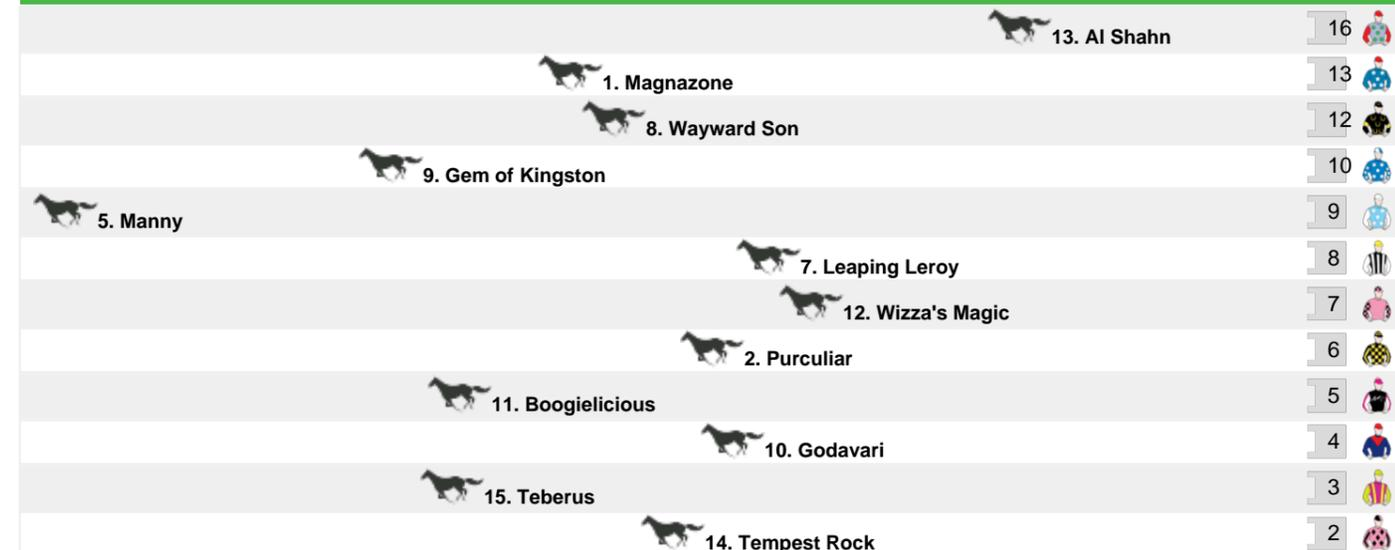 13. Al Shahn 16
1. Magnazone 13
8. Wayward Son 12
9. Gem of Kingston 10
5. Manny 9
7. Leaping Leroy 8
12. Wizza's Magic 7
2. Purculiar 6
11. Boogielicious 5
10. Godavari 4
15. Teberus 3
14. Tempest Rock 2